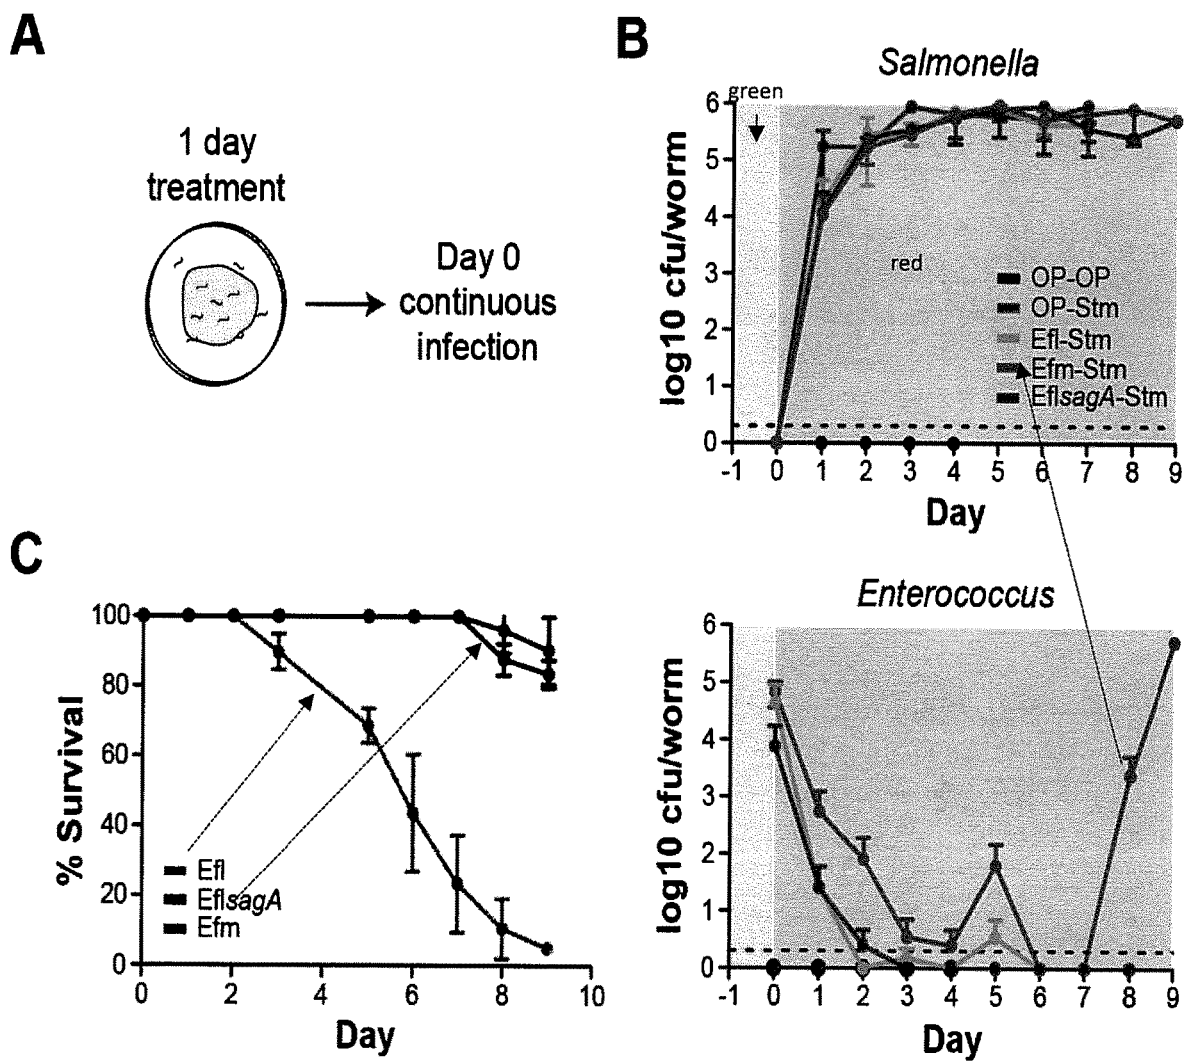 A
1 day
treatment
Day 0
continuous
infection
B
Salmonella
green
red
log10 cfu/worm
6
5
4
3
2
1
0
OP-OP
OP-Stm
Efl-Stm
Efm-Stm
EflsagA-Stm
-1 0 1 2 3 4 5 6 7 8 9
Day
Enterococcus
log10 cfu/worm
6
5
4
3
2
1
0
-1 0 1 2 3 4 5 6 7 8 9
Day
C
% Survival
100
80
60
40
20
0
Efl
EflsagA
Efm
0 2 4 6 8 10
Day